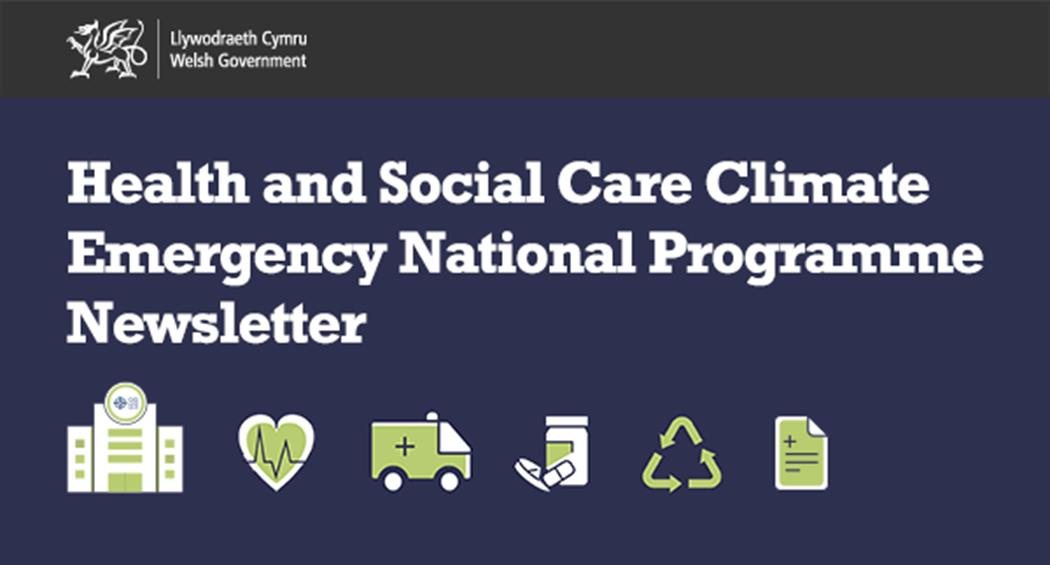 Llywodraeth Cymru
Welsh Government
Health and Social Care Climate
Emergency National Programme
Newsletter